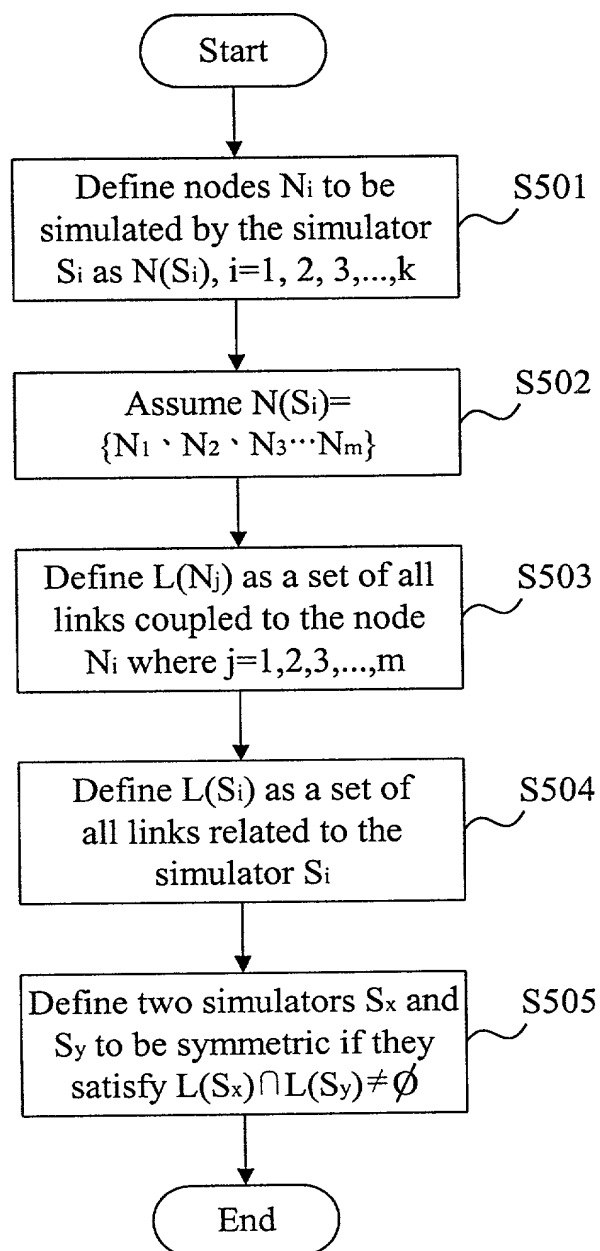 Start
Define nodes Ni to be
simulated by the simulator
Si as N(Si), i=1, 2, 3,...,k
S501
Assume N(Si)=
{N1、N2、N3⋯Nm}
S502
Define L(Nj) as a set of all
links coupled to the node
Ni where j=1,2,3,...,m
S503
Define L(Si) as a set of
all links related to the
simulator Si
S504
Define two simulators Sx and
Sy to be symmetric if they
satisfy L(Sx)∩L(Sy)≠∅
S505
End